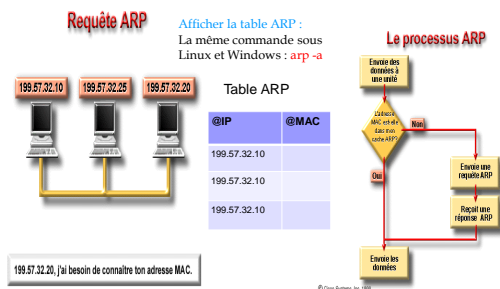 Requête ARP
Afficher la table ARP :
La même commande sous
Linux et Windows : arp -a
199.57.32.10
199.57.32.25
199.57.32.20
Table ARP
@IP
@MAC
199.57.32.10
199.57.32.10
199.57.32.10
199.57.32.20, j'ai besoin de connaitre ton adresse MAC.
Le processus ARP
Envoie des
données à
une unité
L'adresse
MAC est elle
dans mon
cache ARP?
Non
Oui
Envoie une
requête ARP
Reçoit une
réponse ARP
Envoie les
données
© Cisco Systems, Inc.